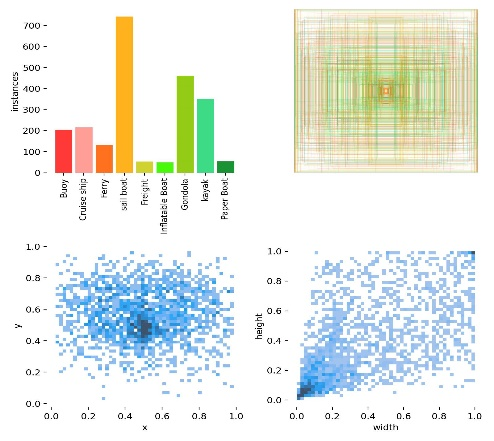 700
600
500
400
300
200
100
0
instances
Buoy
Cruise ship
Ferry
sail boat
Freight
Inflatable Boat
Gondola
kayak
Paper Boat
1.0
0.8
0.6
0.4
0.2
0.0
y
0.0 0.2 0.4 0.6 0.8 1.0
x
1.0
0.8
0.6
0.4
0.2
0.0
height
0.0 0.2 0.4 0.6 0.8 1.0
width